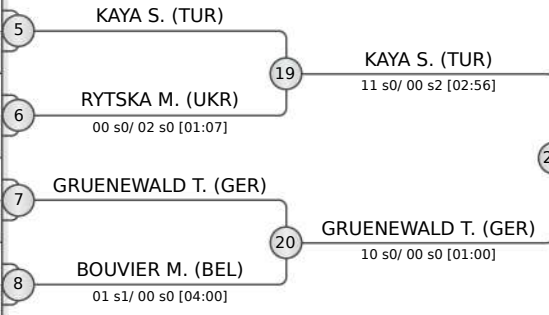 KAYA S. (TUR)
5
19
KAYA S. (TUR)
11 s0/ 00 s2 [02:56]
RYTSKA M. (UKR)
6
00 s0/ 02 s0 [01:07]
2
GRUENEWALD T. (GER)
7
20
GRUENEWALD T. (GER)
10 s0/ 00 s0 [01:00]
BOUVIER M. (BEL)
8
01 s1/ 00 s0 [04:00]